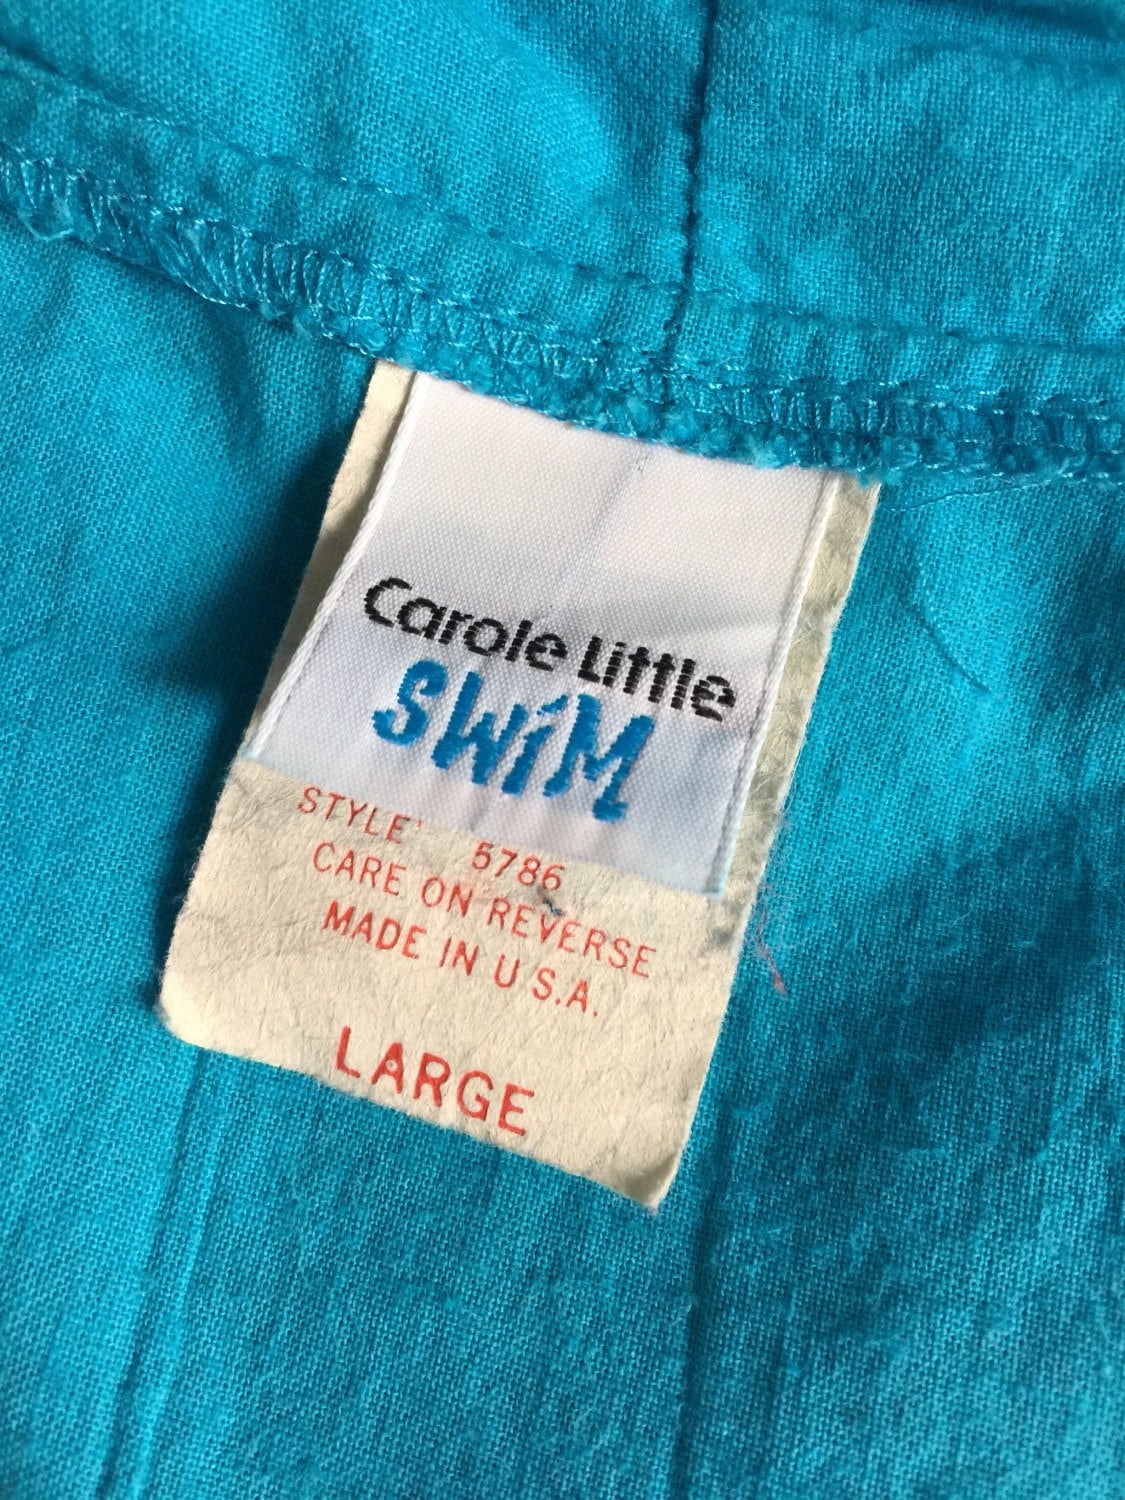 Carole Little
SWIM
STYLE 5786
CARE ON REVERSE
MADE IN U.S.A.
LARGE